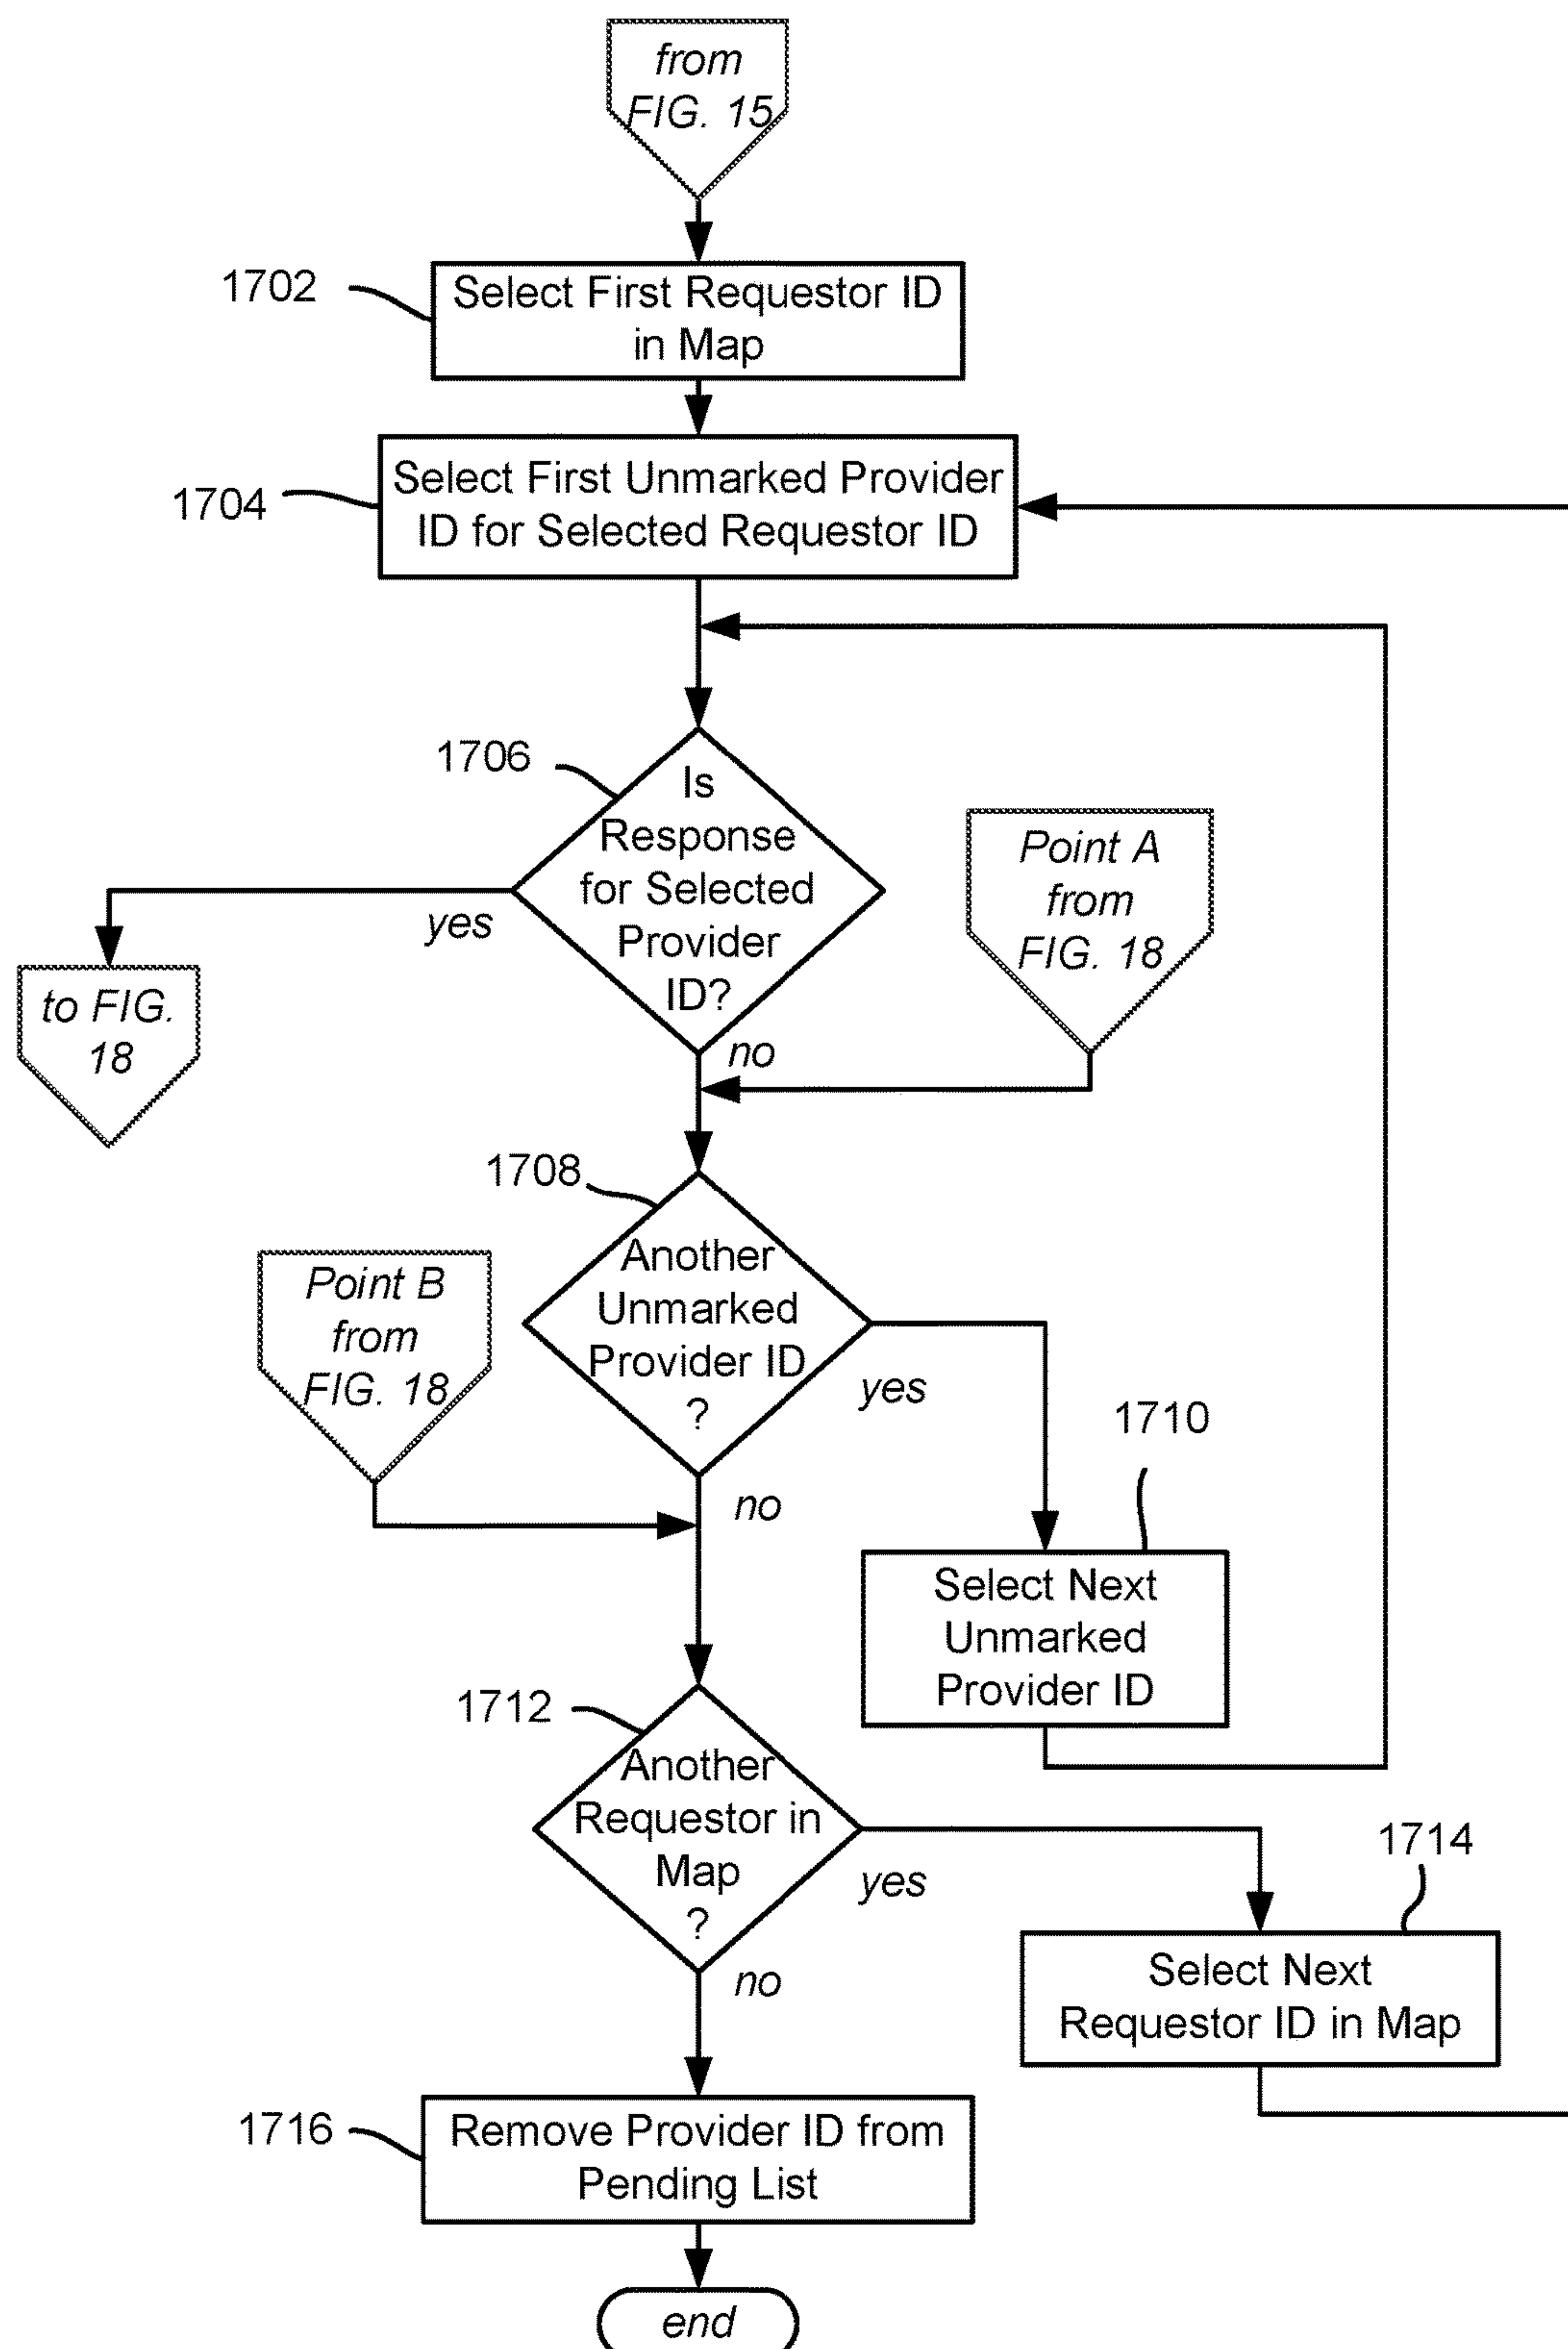 from
FIG. 15
1702
Select First Requestor ID
in Map
1704
Select First Unmarked Provider
ID for Selected Requestor ID
1706
Is
Response
for Selected
Provider
ID?
yes
no
to FIG.
18
Point A
from
FIG. 18
1708
Another
Unmarked
Provider ID
?
yes
no
Point B
from
FIG. 18
1710
Select Next
Unmarked
Provider ID
1712
Another
Requestor in
Map
?
yes
no
1714
Select Next
Requestor ID in Map
1716
Remove Provider ID from
Pending List
end